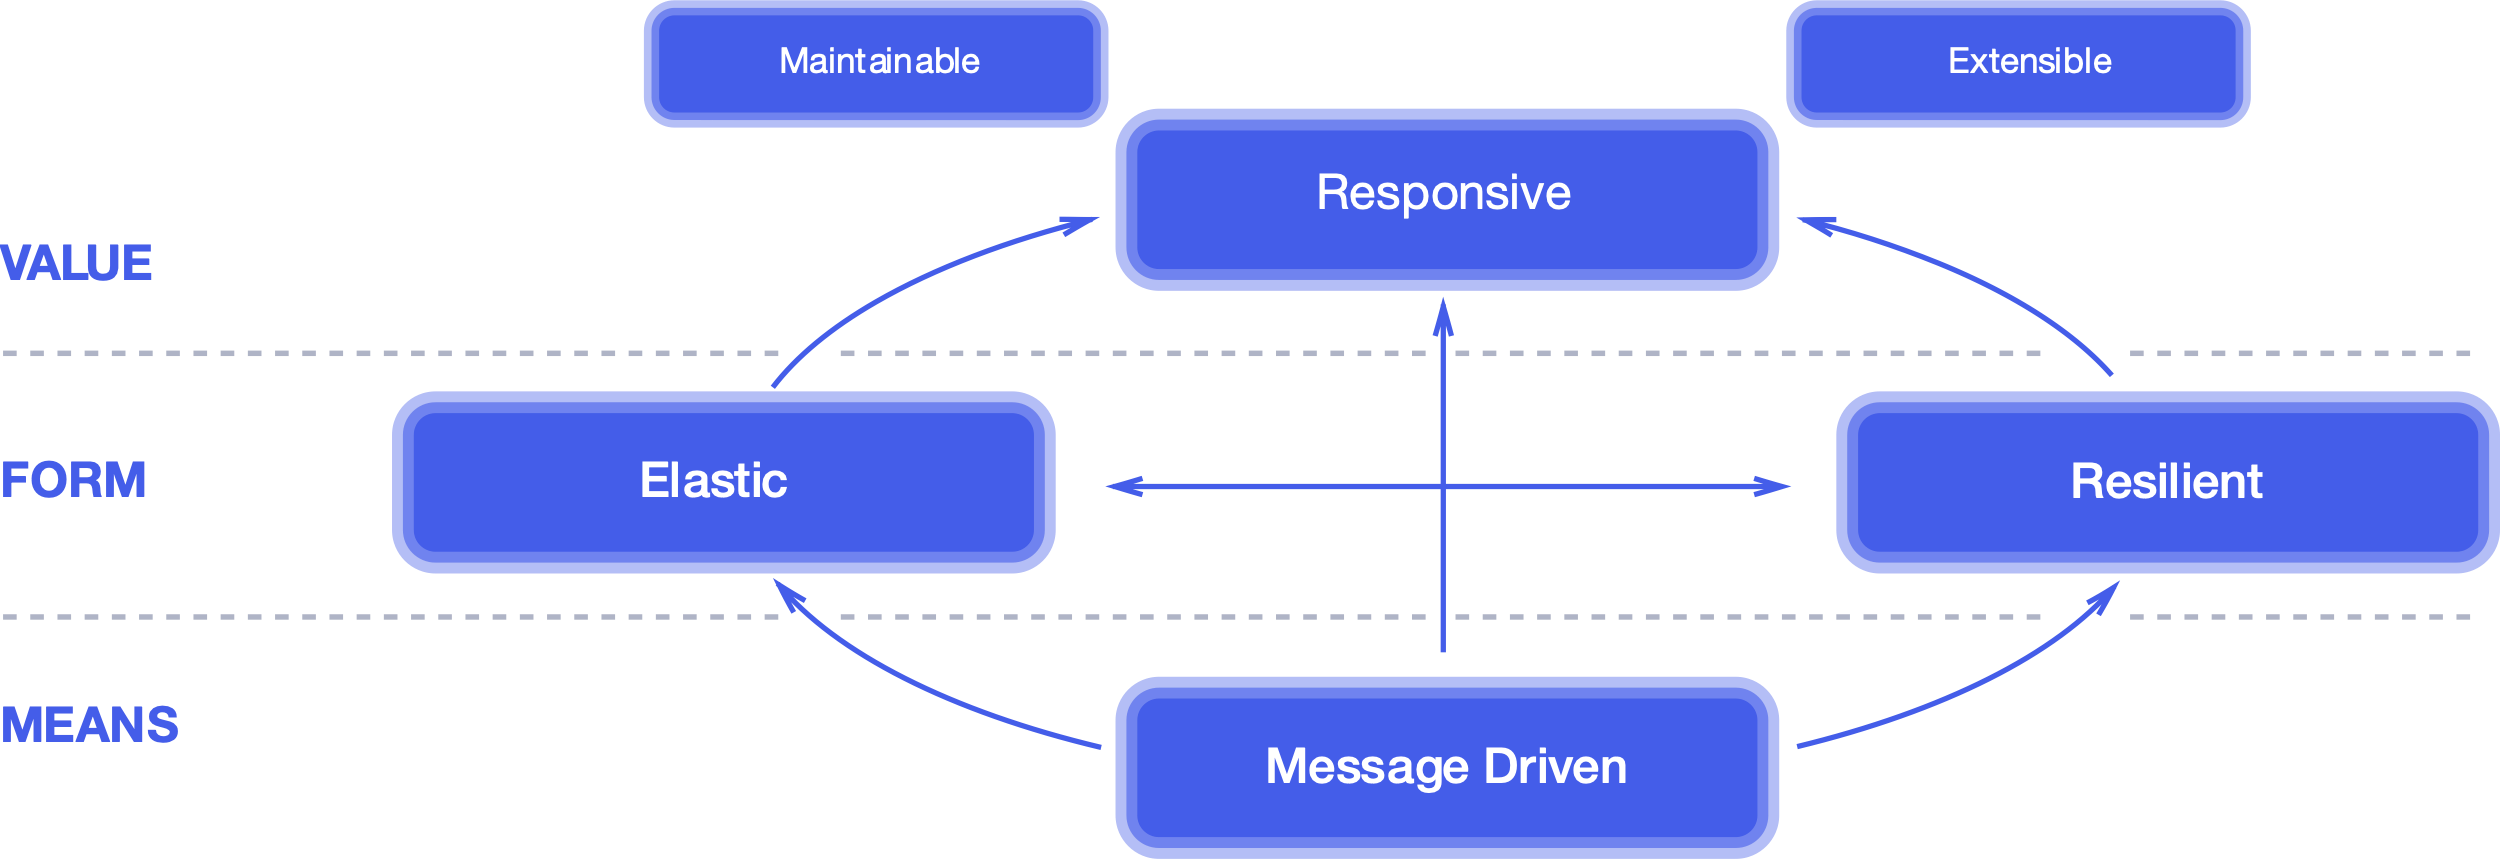 Maintainable
Extensible
Responsive
VALUE
Elastic
Resilient
FORM
MEANS
Message Driven